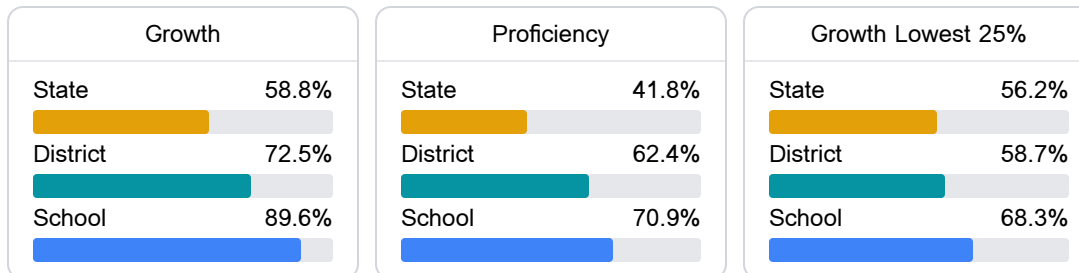 Growth
State 58.8%
District 72.5%
School 89.6%
Proficiency
State 41.8%
District 62.4%
School 70.9%
Growth Lowest 25%
State 56.2%
District 58.7%
School 68.3%